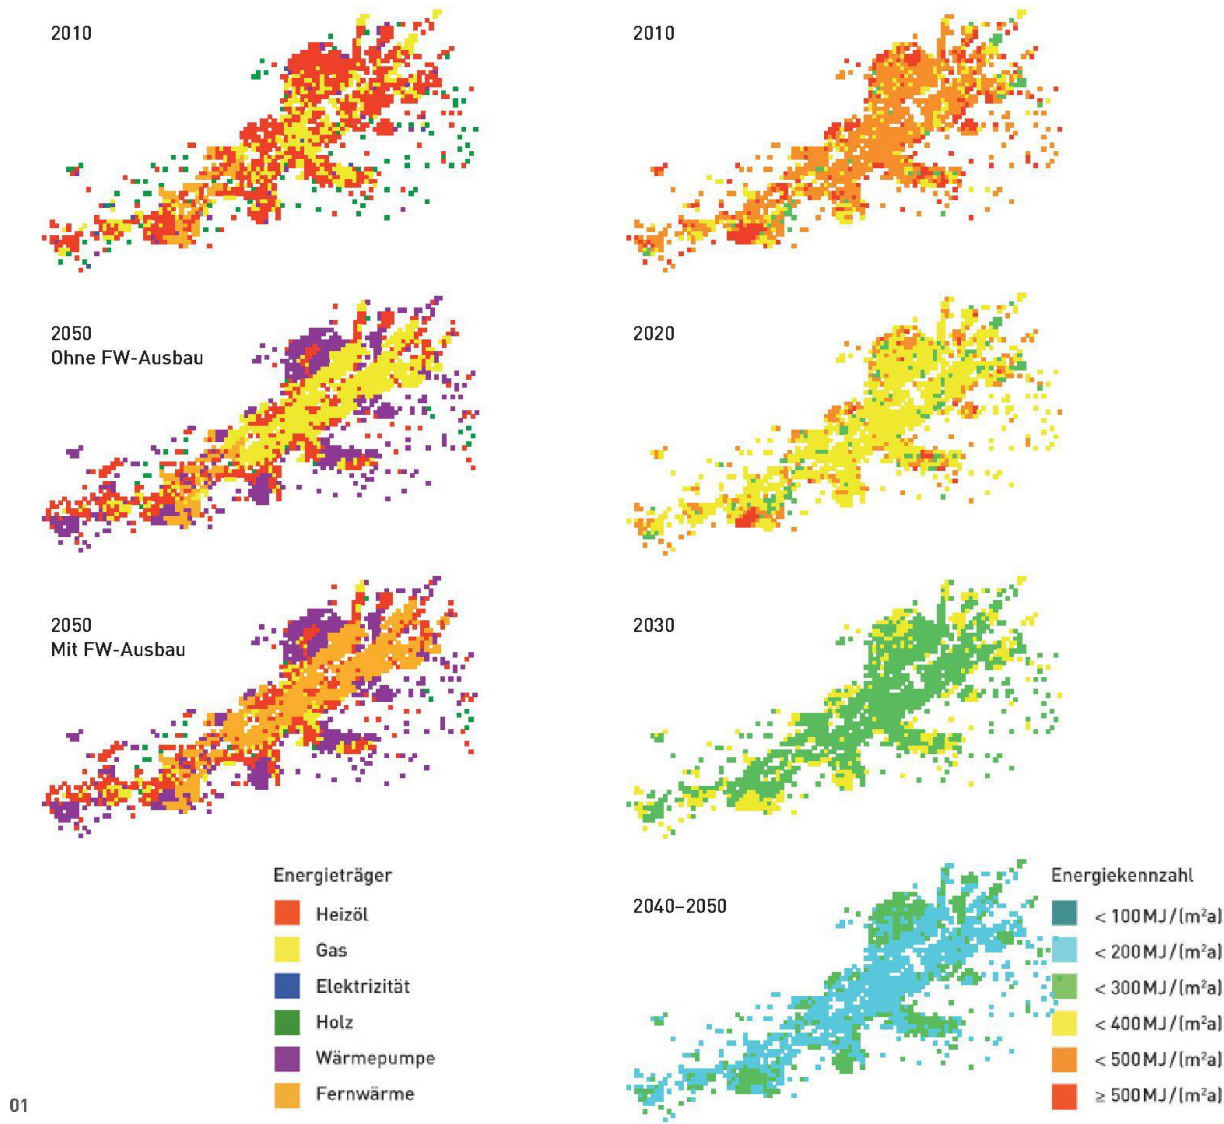 2010
2050
Ohne FW-Ausbau
2050
Mit FW-Ausbau
Energieträger
Heizöl
Gas
Elektrizität
Holz
Wärmepumpe
Fernwärme
01
2010
2020
2030
2040–2050
Energiekennzahl
< 100 MJ/(m²a)
< 200 MJ/(m²a)
< 300 MJ/(m²a)
< 400 MJ/(m²a)
< 500 MJ/(m²a)
≥ 500 MJ/(m²a)